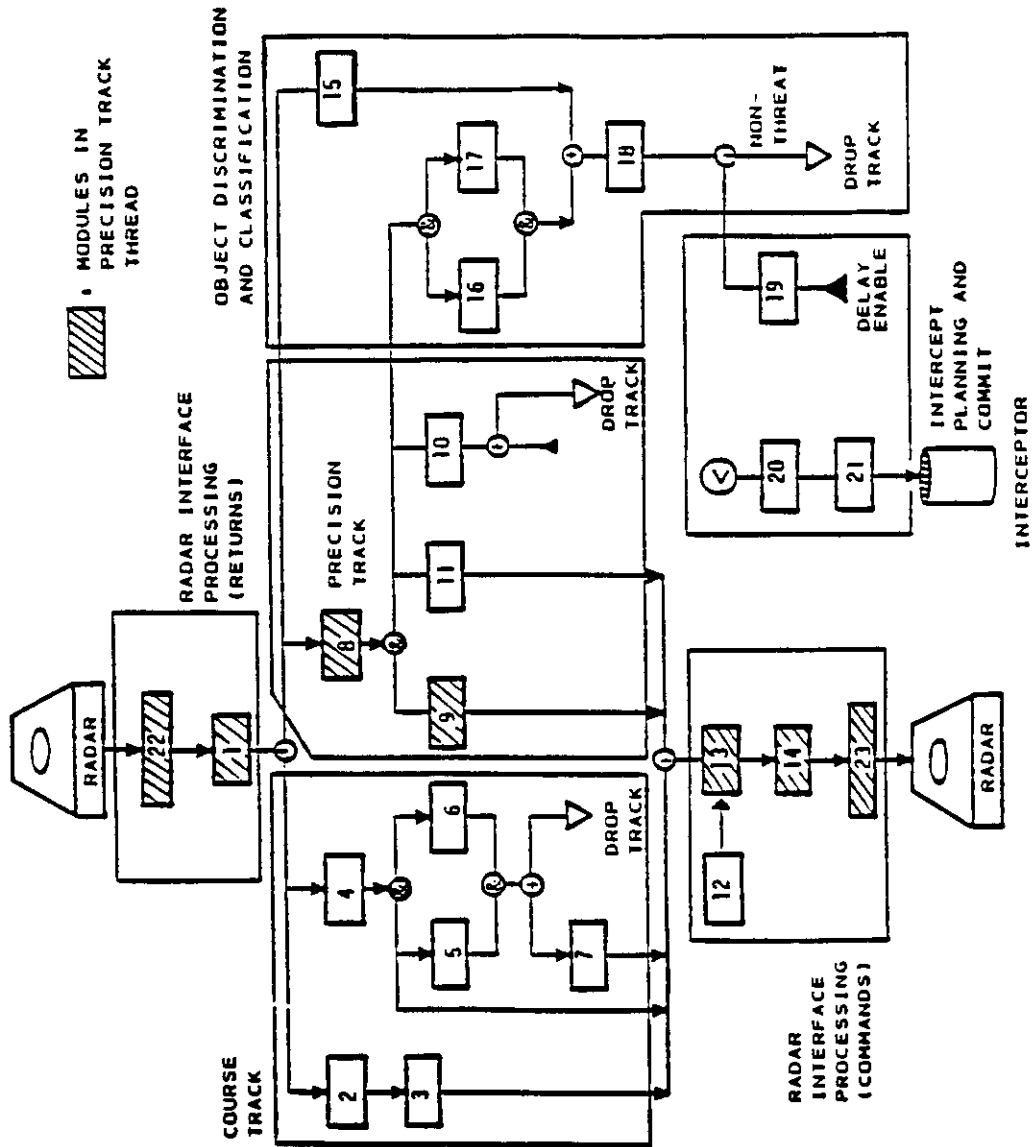 ▪ MODULES IN
PRECISION TRACK
THREAD
RADAR
22
1
RADAR INTERFACE
PROCESSING
(RETURNS)
COURSE
TRACK
2
3
4
5
6
7
DROP
TRACK
PRECISION
TRACK
8
9
11
10
DROP
TRACK
OBJECT DISCRIMINATION
AND CLASSIFICATION
15
&
16
17
&
+
18
NON-
THREAT
DROP
TRACK
&
&
+
&
+
12
13
14
23
RADAR
RADAR
INTERFACE
PROCESSING
(COMMANDS)
<
20
21
19
DELAY
ENABLE
INTERCEPT
PLANNING AND
COMMIT
INTERCEPTOR